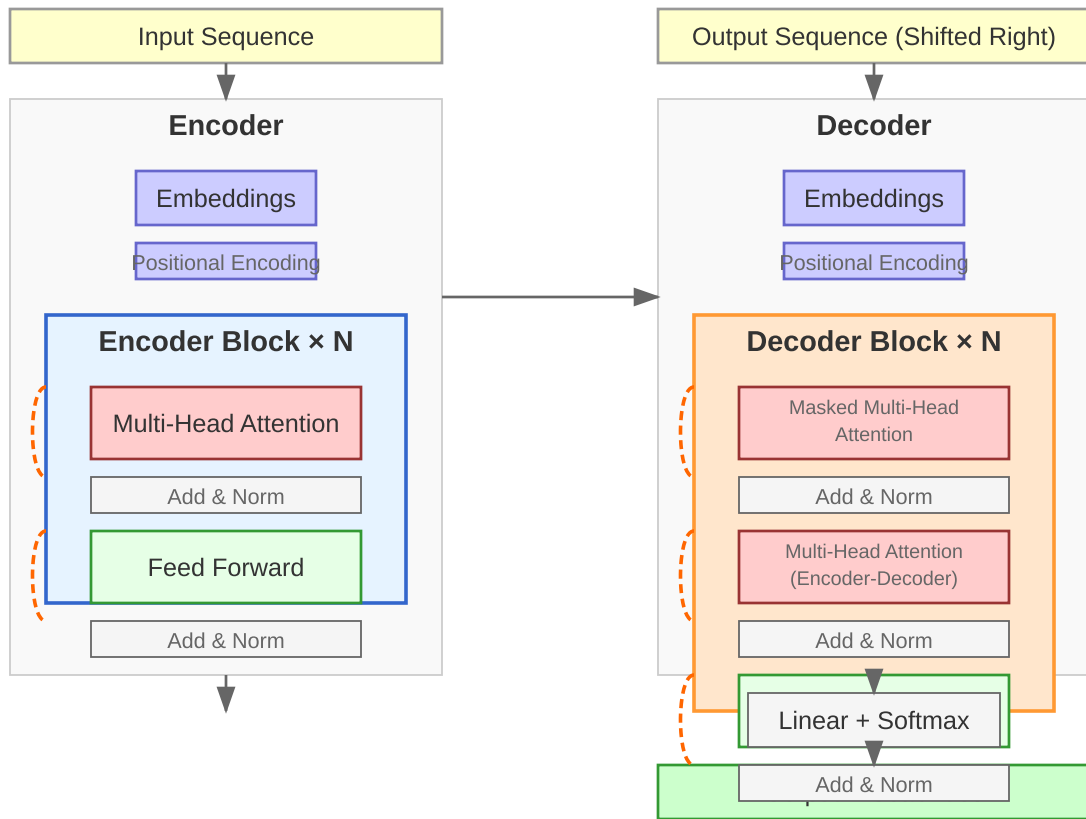 Input Sequence
Encoder
Embeddings
Positional Encoding
Encoder Block × N
Multi-Head Attention
Add & Norm
Feed Forward
Add & Norm
Output Sequence (Shifted Right)
Decoder
Embeddings
Positional Encoding
Decoder Block × N
Masked Multi-Head
Attention
Add & Norm
Multi-Head Attention
(Encoder-Decoder)
Add & Norm
Linear + Softmax
Add & Norm